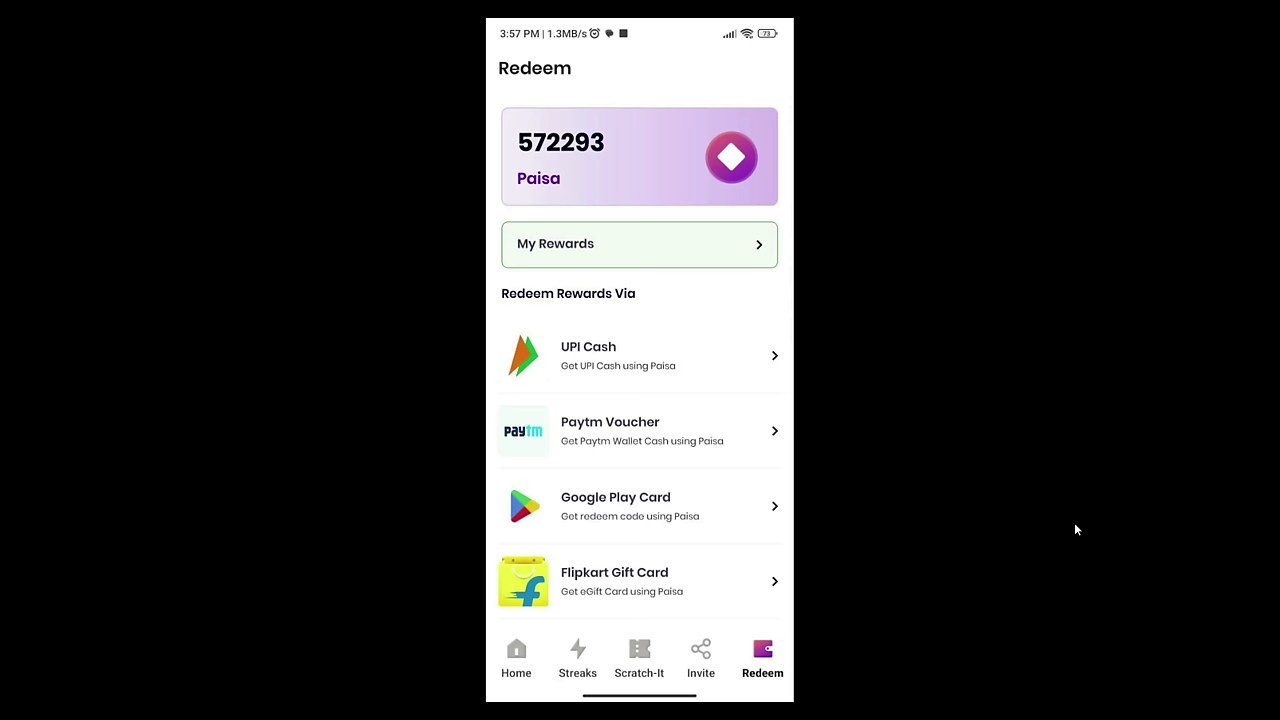 3:57 PM | 1.3MB/s
73
Redeem
572293
Paisa
My Rewards
Redeem Rewards Via
UPI Cash
Get UPI Cash using Paisa
paytm
Paytm Voucher
Get Paytm Wallet Cash using Paisa
Google Play Card
Get redeem code using Paisa
f
Flipkart Gift Card
Get eGift Card using Paisa
Home
Streaks
Scratch-It
Invite
Redeem